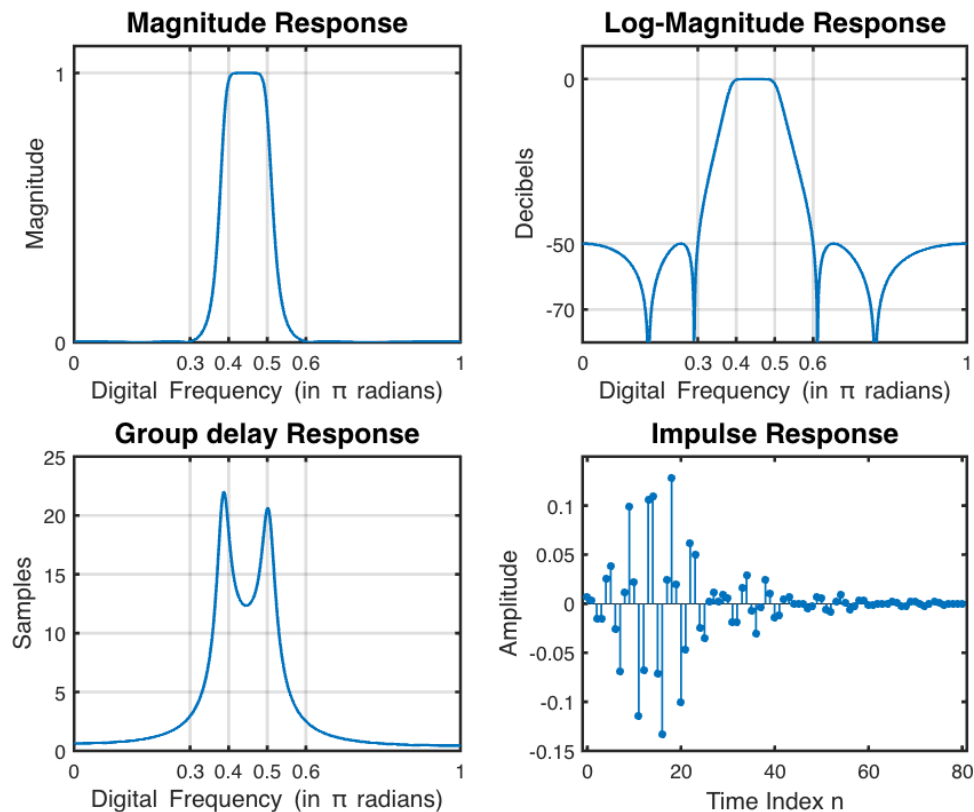 Magnitude Response
1
Magnitude
0
0 0.3 0.4 0.5 0.6 1
Digital Frequency (in π radians)
Log-Magnitude Response
0
Decibels
-50
-70
0 0.3 0.4 0.5 0.6 1
Digital Frequency (in π radians)
Group delay Response
25
20
15
Samples
10
5
0
0 0.3 0.4 0.5 0.6 1
Digital Frequency (in π radians)
Impulse Response
0.1
0.05
0
Amplitude
-0.05
-0.1
-0.15
0 20 40 60 80
Time Index n